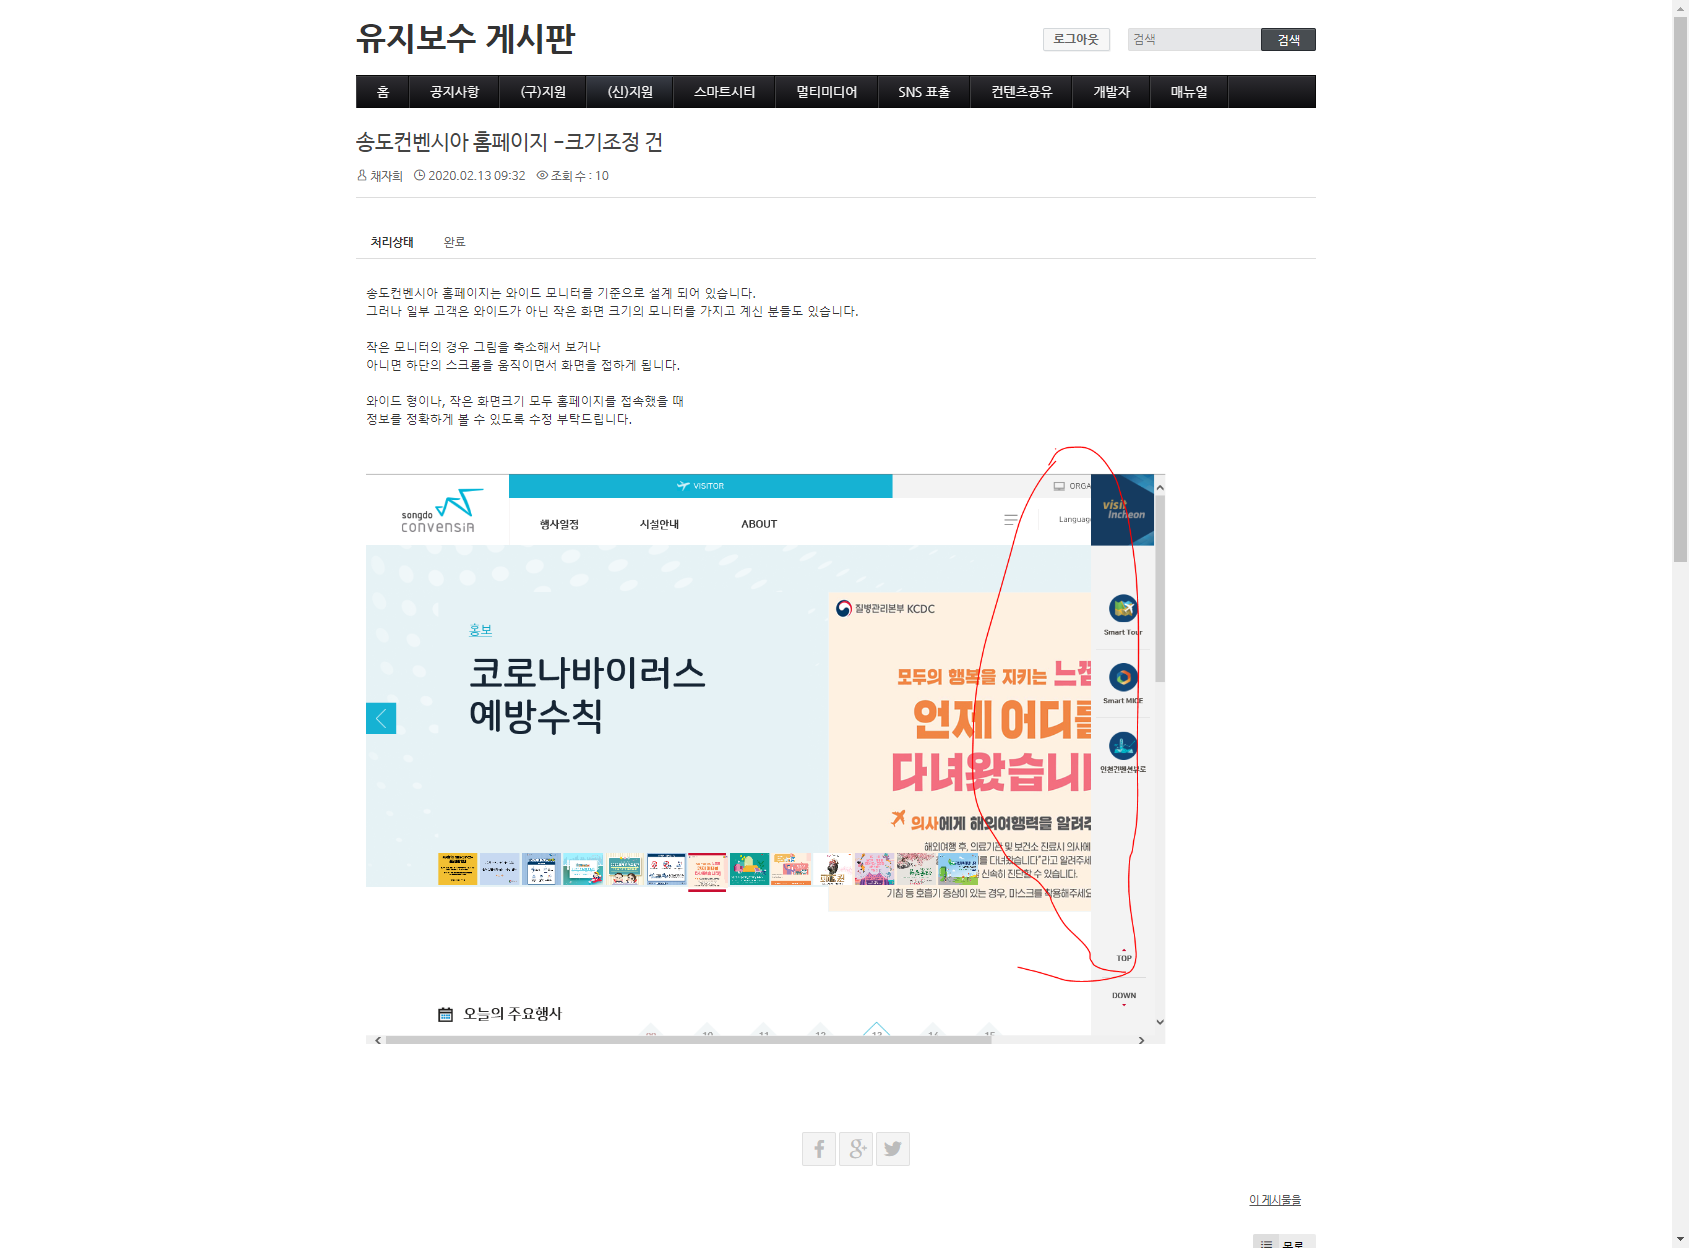 유지보수 게시판
로그아웃
검색
검색
홈
공지사항
(구)지원
(신)지원
스마트시티
멀티미디어
SNS 표출
컨텐츠공유
개발자
매뉴얼
송도컨벤시아 홈페이지 -크기조정 건
채자희 2020.02.13 09:32 조회 수 : 10
처리상태 완료
송도컨벤시아 홈페이지는 와이드 모니터를 기준으로 설계 되어 있습니다.
그러나 일부 고객은 와이드가 아닌 작은 화면 크기의 모니터를 가지고 계신 분들도 있습니다.
작은 모니터의 경우 그림을 축소해서 보거나
아니면 하단의 스크롤을 움직이면서 화면을 접하게 됩니다.
와이드 형이나, 작은 화면크기 모두 홈페이지를 접속했을 때
정보를 정확하게 볼 수 있도록 수정 부탁드립니다.
songdo
convensia
VISITOR
ORGA
행사일정
시설안내
ABOUT
Languag
visit
incheon
홍보
코로나바이러스
예방수칙
질병관리본부 KCDC
모두의 행복을 지키는
언제 어디를
다녀왔습니
의사에게 해외여행력을 알려주
해외여행 후, 의료기관 및 보건소 진료시 의사에
를 다녀왔습니다"라고 알려주세
신속히 진단할 수 있습니다.
기침 등 호흡기 증상이 있는 경우, 마스크를 착용해주세요
Smart Tour
Smart MICE
인천컨벤션뷰로
TOP
DOWN
오늘의 주요행사
09
10
11
12
13
14
15
이 게시물을
목록